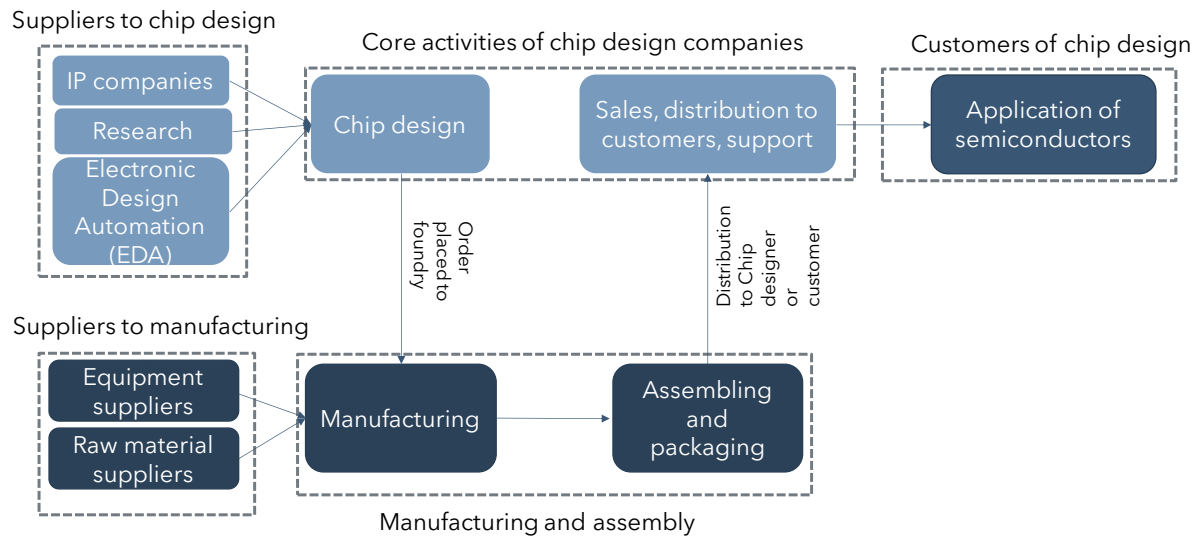 Suppliers to chip design
IP companies
Research
Electronic
Design
Automation
(EDA)
Core activities of chip design companies
Chip design
Sales, distribution to
customers, support
Customers of chip design
Application of
semiconductors
Order
placed to
foundry
Distribution
to Chip
designer
or
customer
Suppliers to manufacturing
Equipment
suppliers
Raw material
suppliers
Manufacturing
Assembling
and
packaging
Manufacturing and assembly